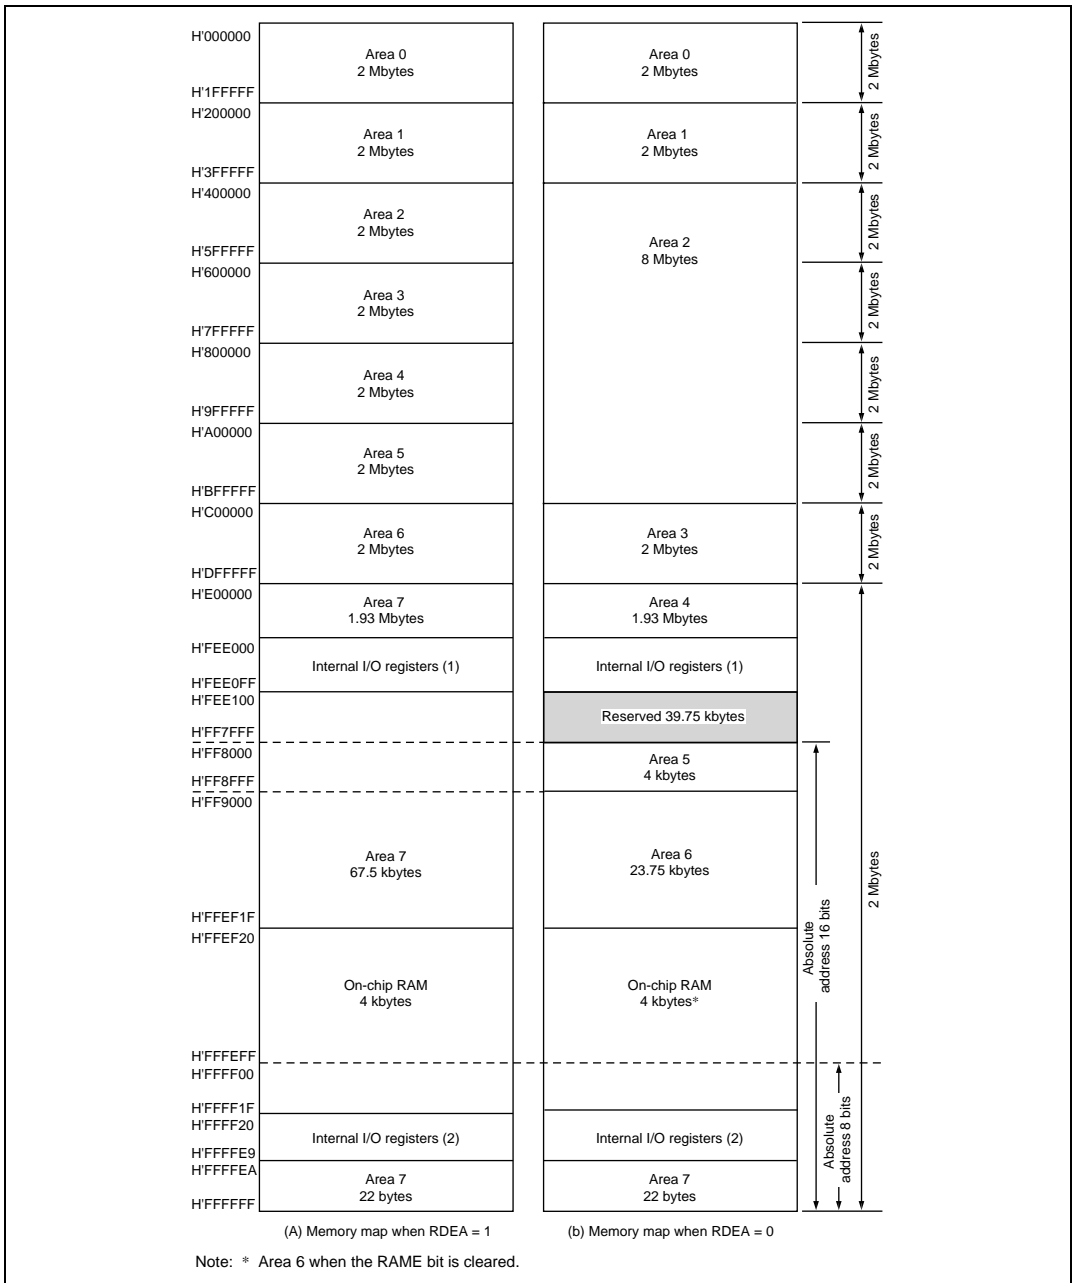 H'000000
H'1FFFFF
H'200000
H'3FFFFF
H'400000
H'5FFFFF
H'600000
H'7FFFFF
H'800000
H'9FFFFF
H'A00000
H'BFFFFF
H'C00000
H'DFFFFF
H'E00000
H'FEE000
H'FEE0FF
H'FEE100
H'FF7FFF
H'FF8000
H'FF8FFF
H'FF9000
H'FFEF1F
H'FFEF20
H'FFFEFF
H'FFFF00
H'FFFF1F
H'FFFF20
H'FFFFE9
H'FFFFEA
H'FFFFFF
Area 0
2 Mbytes
Area 1
2 Mbytes
Area 2
2 Mbytes
Area 3
2 Mbytes
Area 4
2 Mbytes
Area 5
2 Mbytes
Area 6
2 Mbytes
Area 7
1.93 Mbytes
Internal I/O registers (1)
Area 7
67.5 kbytes
On-chip RAM
4 kbytes
Internal I/O registers (2)
Area 7
22 bytes
(A) Memory map when RDEA = 1
Area 0
2 Mbytes
Area 1
2 Mbytes
Area 2
8 Mbytes
Area 3
2 Mbytes
Area 4
1.93 Mbytes
Internal I/O registers (1)
Reserved 39.75 kbytes
Area 5
4 kbytes
Area 6
23.75 kbytes
On-chip RAM
4 kbytes*
Internal I/O registers (2)
Area 7
22 bytes
(b) Memory map when RDEA = 0
2 Mbytes
2 Mbytes
2 Mbytes
2 Mbytes
2 Mbytes
2 Mbytes
2 Mbytes
2 Mbytes
Absolute
address 16 bits
Absolute
address 8 bits
Note: * Area 6 when the RAME bit is cleared.